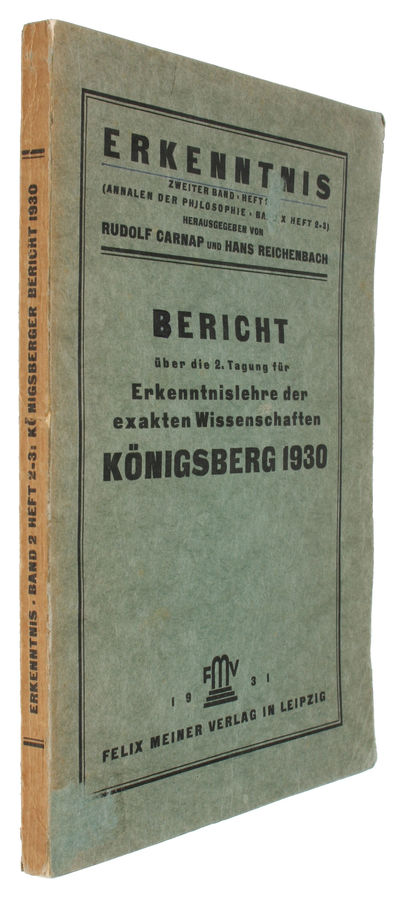 ERKENNTNIS
ZWEITER BAND · HEFT
(ANNALEN DER PHILOSOPHIE · BAND X HEFT 2-3)
HERAUSGEGEBEN VON
RUDOLF CARNAP UND HANS REICHENBACH
BERICHT
über die 2. Tagung für
Erkenntnislehre der
exakten Wissenschaften
KÖNIGSBERG 1930
FMV
1931
FELIX MEINER VERLAG IN LEIPZIG
ERKENNTNIS · BAND 2 HEFT 2-3: KÖNIGSBERGER BERICHT 1930